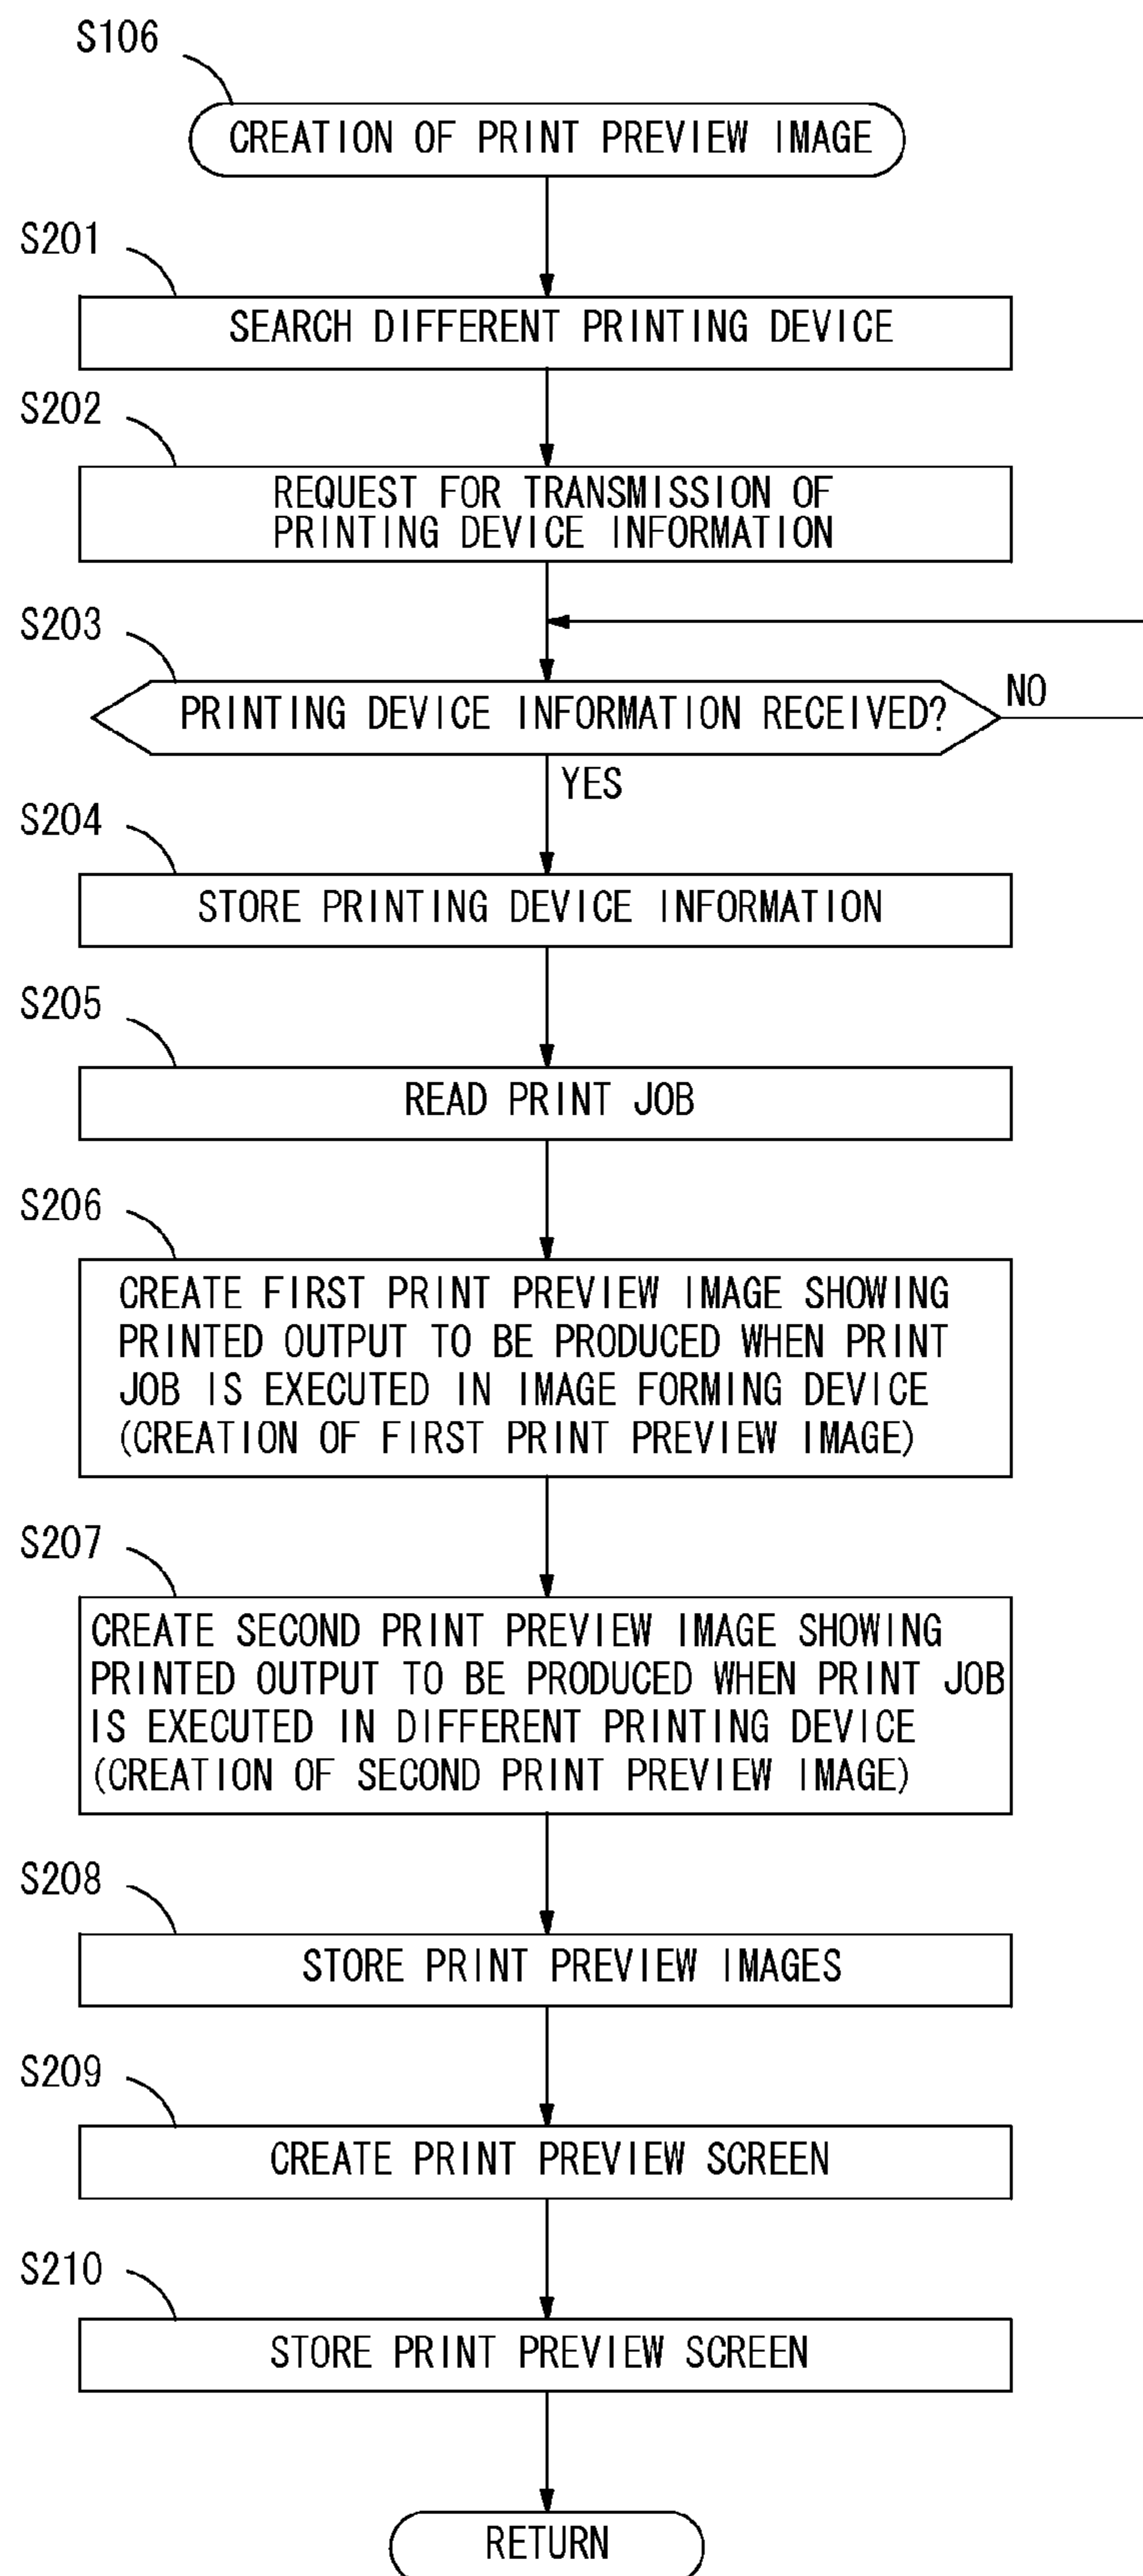 S106
CREATION OF PRINT PREVIEW IMAGE
S201
SEARCH DIFFERENT PRINTING DEVICE
S202
REQUEST FOR TRANSMISSION OF
PRINTING DEVICE INFORMATION
S203
PRINTING DEVICE INFORMATION RECEIVED?
NO
YES
S204
STORE PRINTING DEVICE INFORMATION
S205
READ PRINT JOB
S206
CREATE FIRST PRINT PREVIEW IMAGE SHOWING
PRINTED OUTPUT TO BE PRODUCED WHEN PRINT
JOB IS EXECUTED IN IMAGE FORMING DEVICE
(CREATION OF FIRST PRINT PREVIEW IMAGE)
S207
CREATE SECOND PRINT PREVIEW IMAGE SHOWING
PRINTED OUTPUT TO BE PRODUCED WHEN PRINT JOB
IS EXECUTED IN DIFFERENT PRINTING DEVICE
(CREATION OF SECOND PRINT PREVIEW IMAGE)
S208
STORE PRINT PREVIEW IMAGES
S209
CREATE PRINT PREVIEW SCREEN
S210
STORE PRINT PREVIEW SCREEN
RETURN